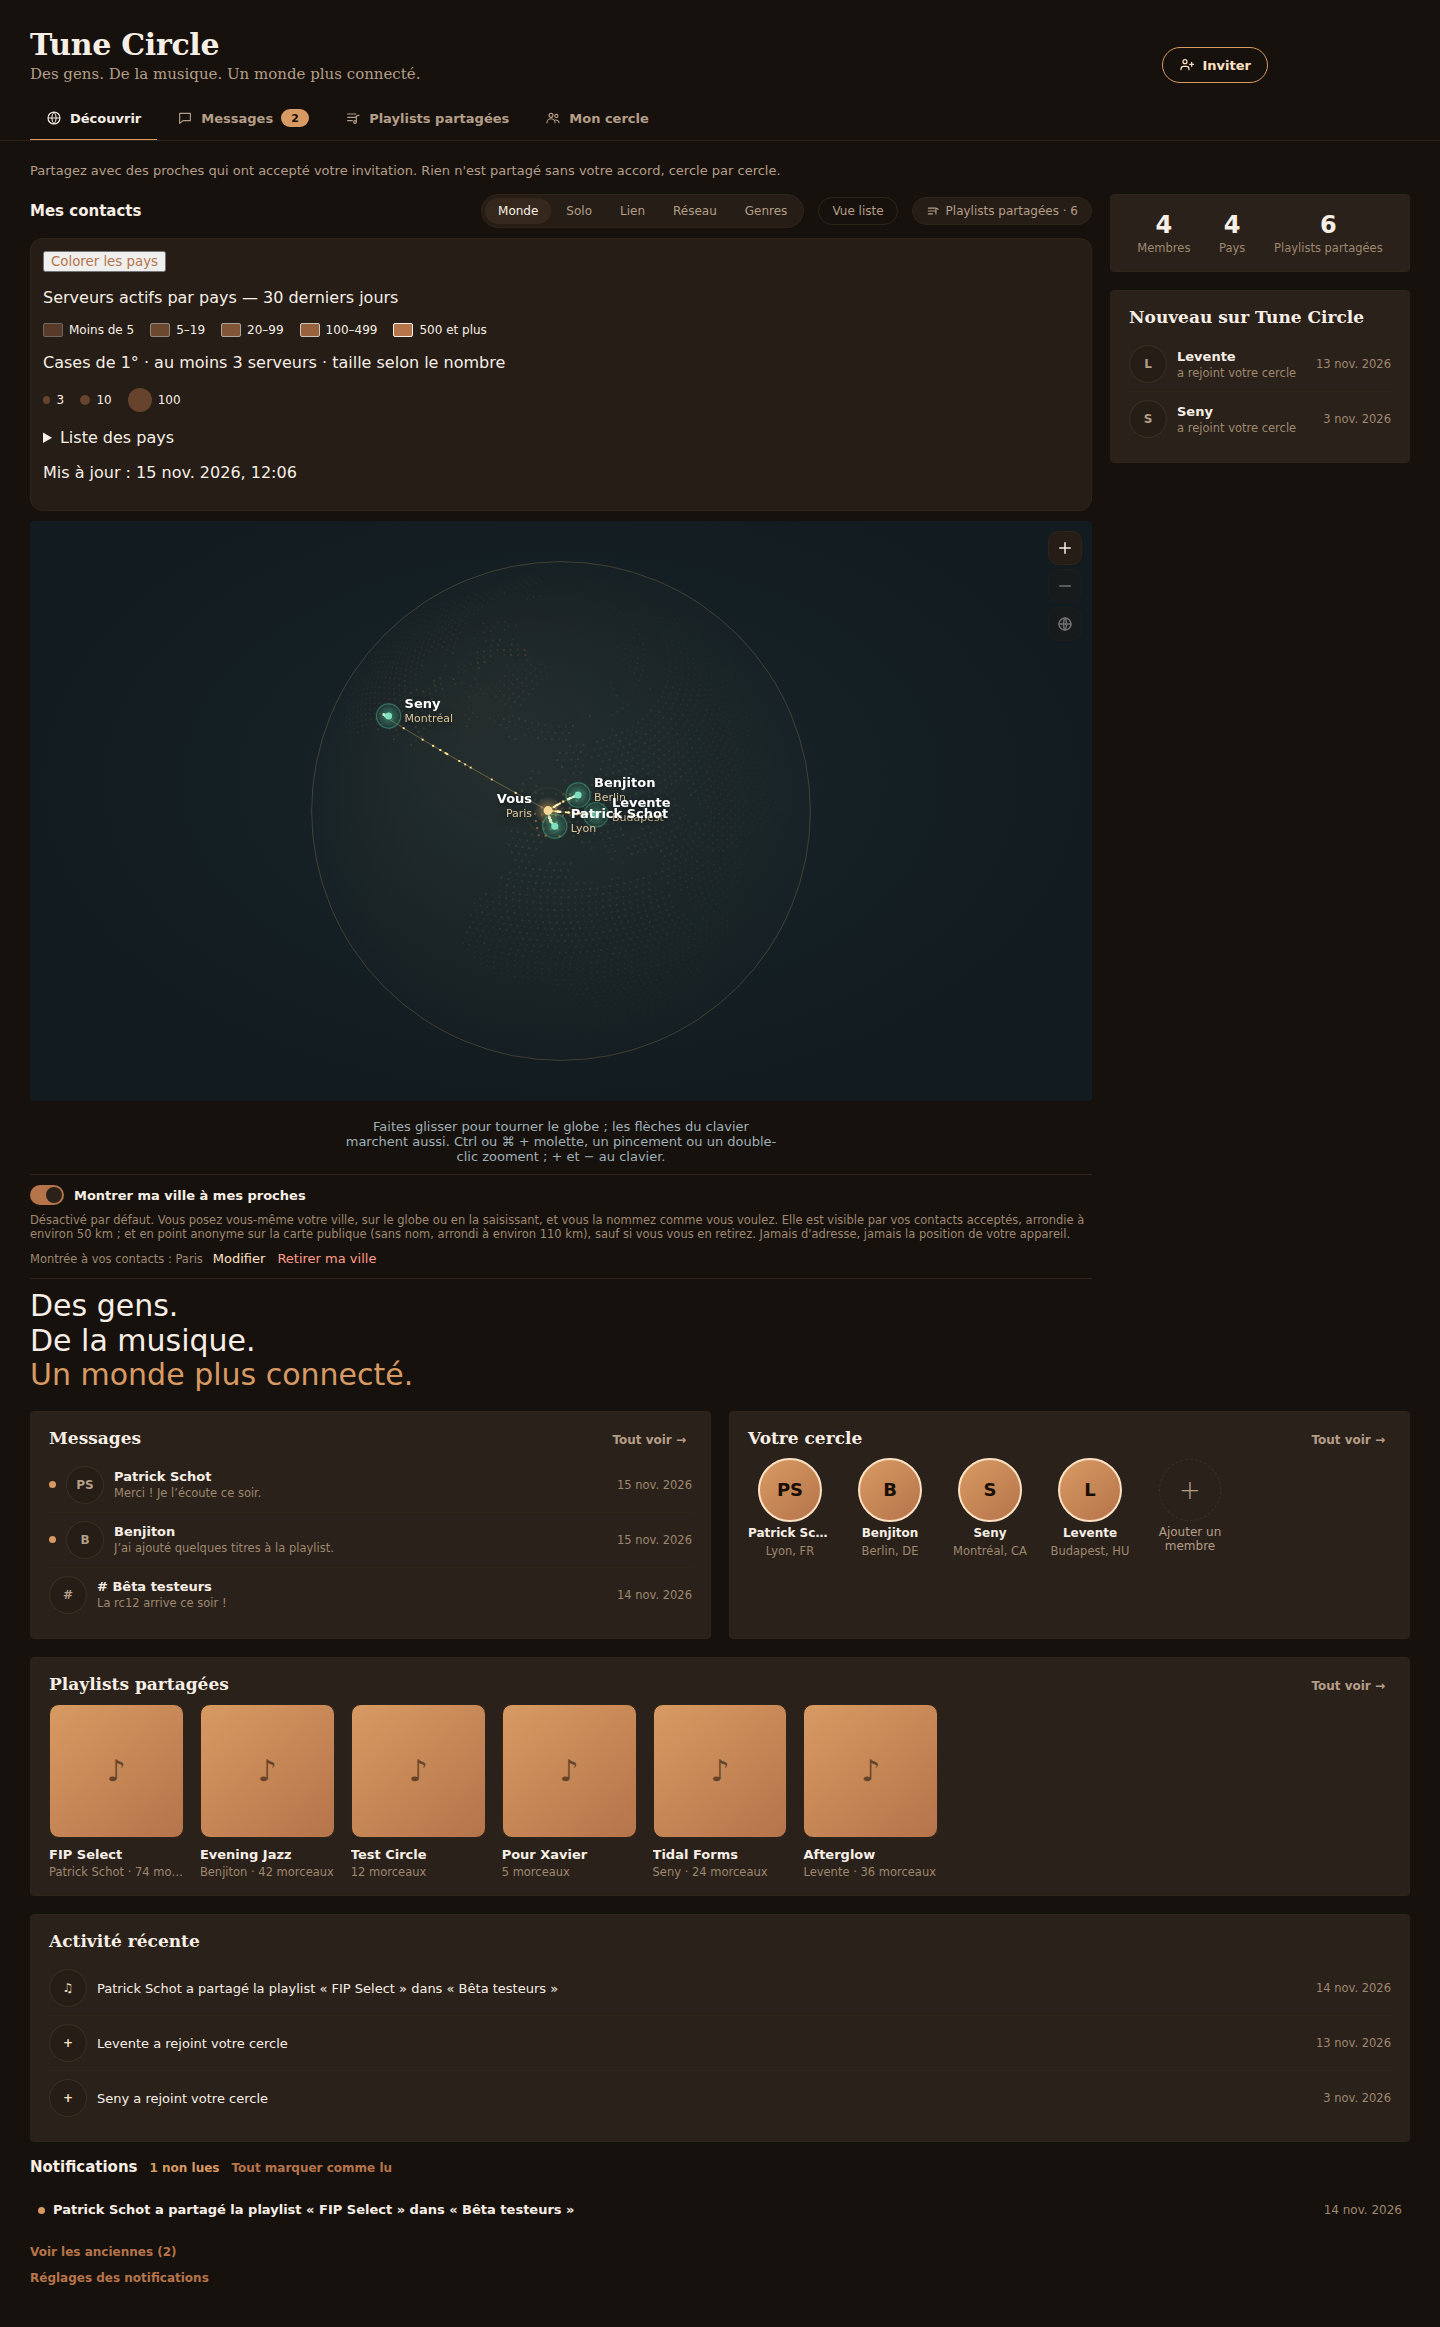 Tune Circle
Des gens. De la musique. Un monde plus connecté.
Inviter
Découvrir
Messages 2
Playlists partagées
Mon cercle
Partagez avec des proches qui ont accepté votre invitation. Rien n'est partagé sans votre accord, cercle par cercle.
Mes contacts
Monde
Solo
Lien
Réseau
Genres
Vue liste
Playlists partagées · 6
4
Membres
4
Pays
6
Playlists partagées
Colorer les pays
Serveurs actifs par pays — 30 derniers jours
Moins de 5
5–19
20–99
100–499
500 et plus
Cases de 1° · au moins 3 serveurs · taille selon le nombre
3
10
100
Liste des pays
Mis à jour : 15 nov. 2026, 12:06
Nouveau sur Tune Circle
L
Levente
a rejoint votre cercle
13 nov. 2026
S
Seny
a rejoint votre cercle
3 nov. 2026
Seny
Montréal
Benjiton
Berlin
Vous
Paris
Levente
Budapest
Patrick Schot
Lyon
Faites glisser pour tourner le globe ; les flèches du clavier
marchent aussi. Ctrl ou ⌘ + molette, un pincement ou un double-
clic zooment ; + et − au clavier.
Montrer ma ville à mes proches
Désactivé par défaut. Vous posez vous-même votre ville, sur le globe ou en la saisissant, et vous la nommez comme vous voulez. Elle est visible par vos contacts acceptés, arrondie à
environ 50 km ; et en point anonyme sur la carte publique (sans nom, arrondi à environ 110 km), sauf si vous vous en retirez. Jamais d'adresse, jamais la position de votre appareil.
Montrée à vos contacts : Paris Modifier Retirer ma ville
Des gens.
De la musique.
Un monde plus connecté.
Messages
Tout voir →
PS
Patrick Schot
Merci ! Je l’écoute ce soir.
15 nov. 2026
B
Benjiton
J’ai ajouté quelques titres à la playlist.
15 nov. 2026
#
# Bêta testeurs
La rc12 arrive ce soir !
14 nov. 2026
Votre cercle
Tout voir →
PS
Patrick Sc…
Lyon, FR
B
Benjiton
Berlin, DE
S
Seny
Montréal, CA
L
Levente
Budapest, HU
Ajouter un
membre
Playlists partagées
Tout voir →
♪
FIP Select
Patrick Schot · 74 mo…
♪
Evening Jazz
Benjiton · 42 morceaux
♪
Test Circle
12 morceaux
♪
Pour Xavier
5 morceaux
♪
Tidal Forms
Seny · 24 morceaux
♪
Afterglow
Levente · 36 morceaux
Activité récente
♫
Patrick Schot a partagé la playlist « FIP Select » dans « Bêta testeurs »
14 nov. 2026
+
Levente a rejoint votre cercle
13 nov. 2026
+
Seny a rejoint votre cercle
3 nov. 2026
Notifications 1 non lues Tout marquer comme lu
Patrick Schot a partagé la playlist « FIP Select » dans « Bêta testeurs »
14 nov. 2026
Voir les anciennes (2)
Réglages des notifications